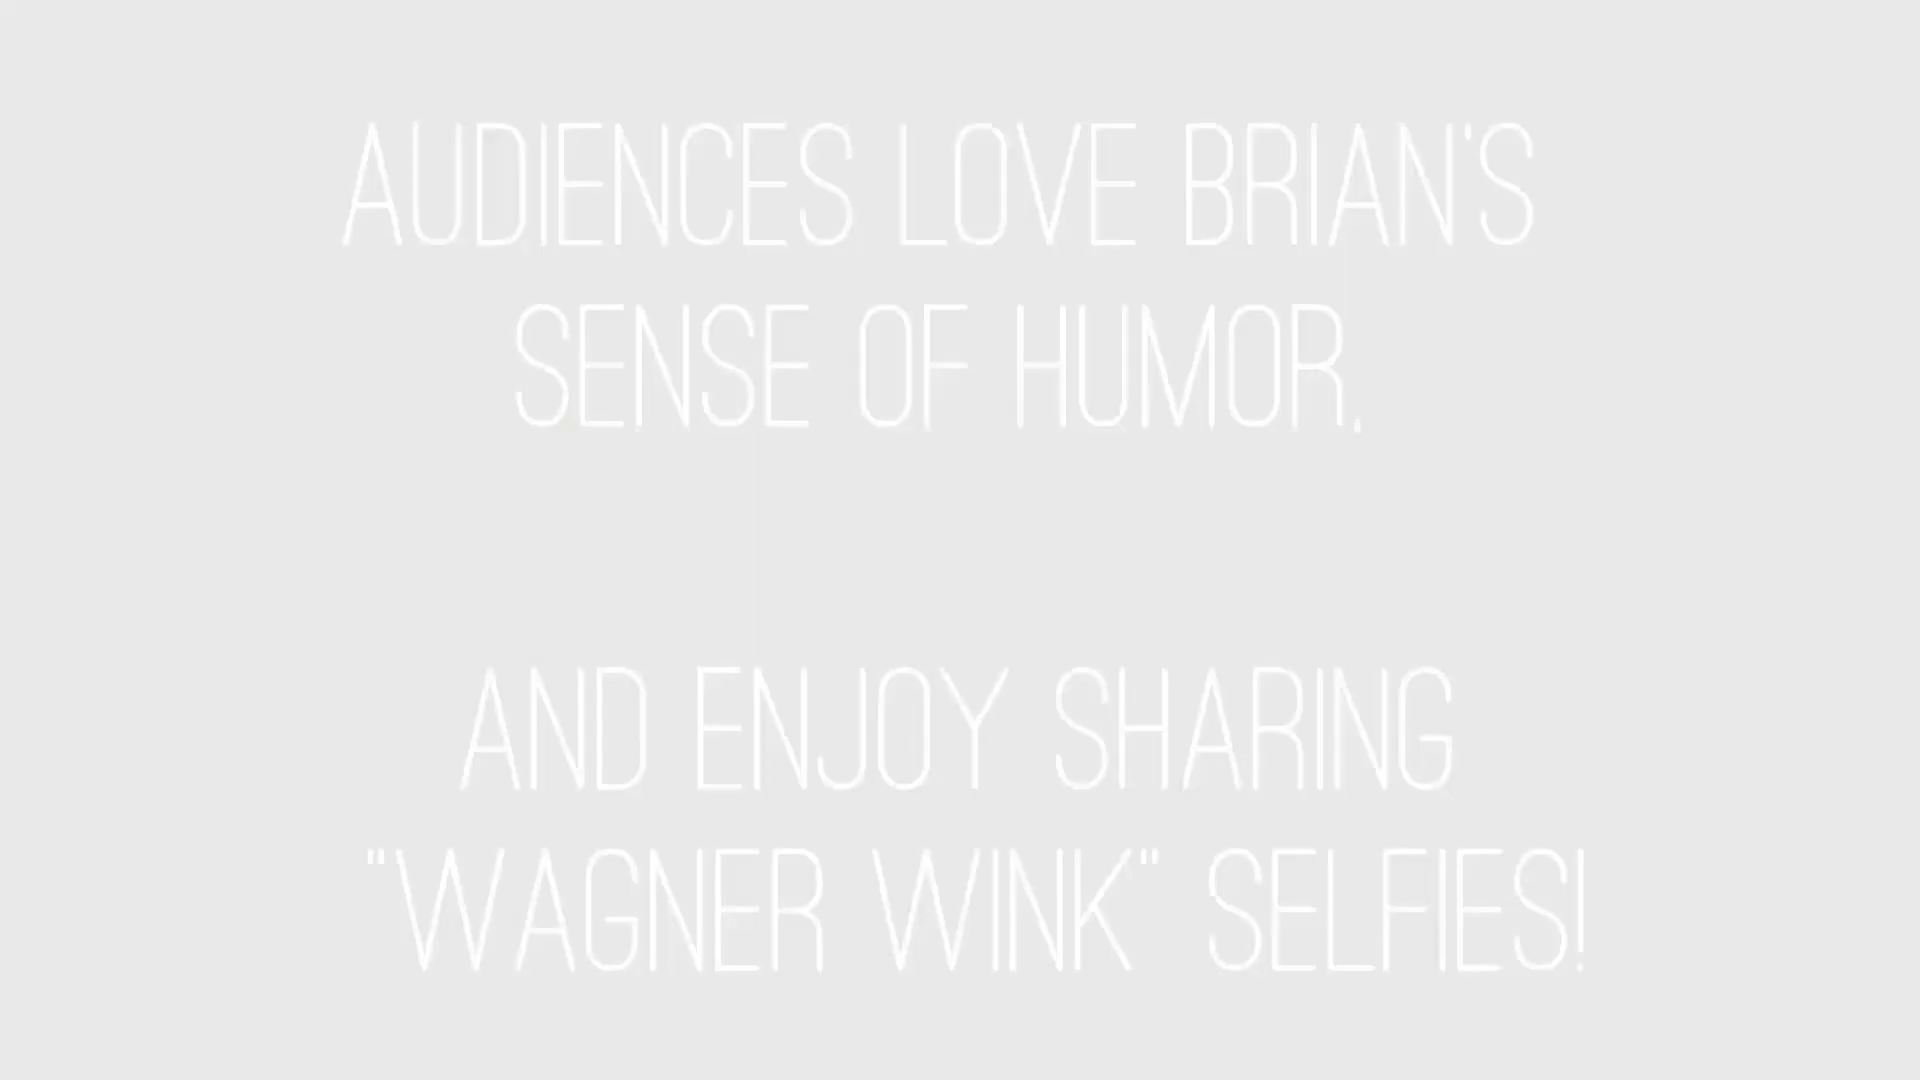 AUDIENCES LOVE BRIAN'S
SENSE OF HUMOR,
AND ENJOY SHARING
"WAGNER WINK" SELFIES!